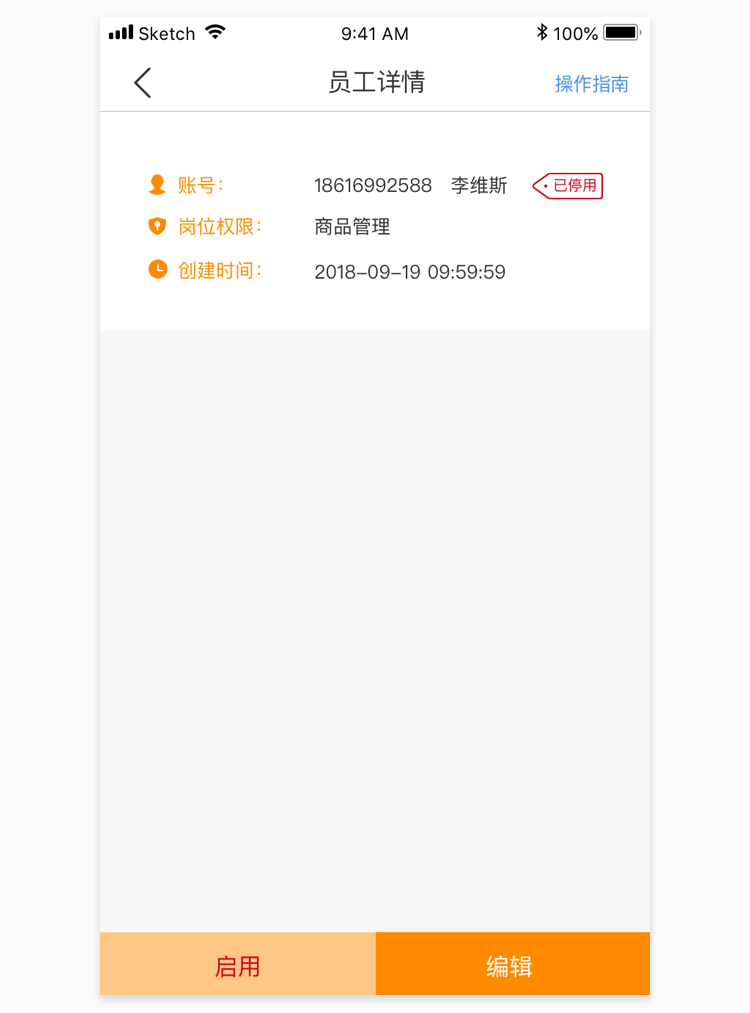 Sketch 9:41 AM 100%
员工详情 操作指南
账号： 18616992588 李维斯 已停用
岗位权限： 商品管理
创建时间： 2018-09-19 09:59:59
启用 编辑